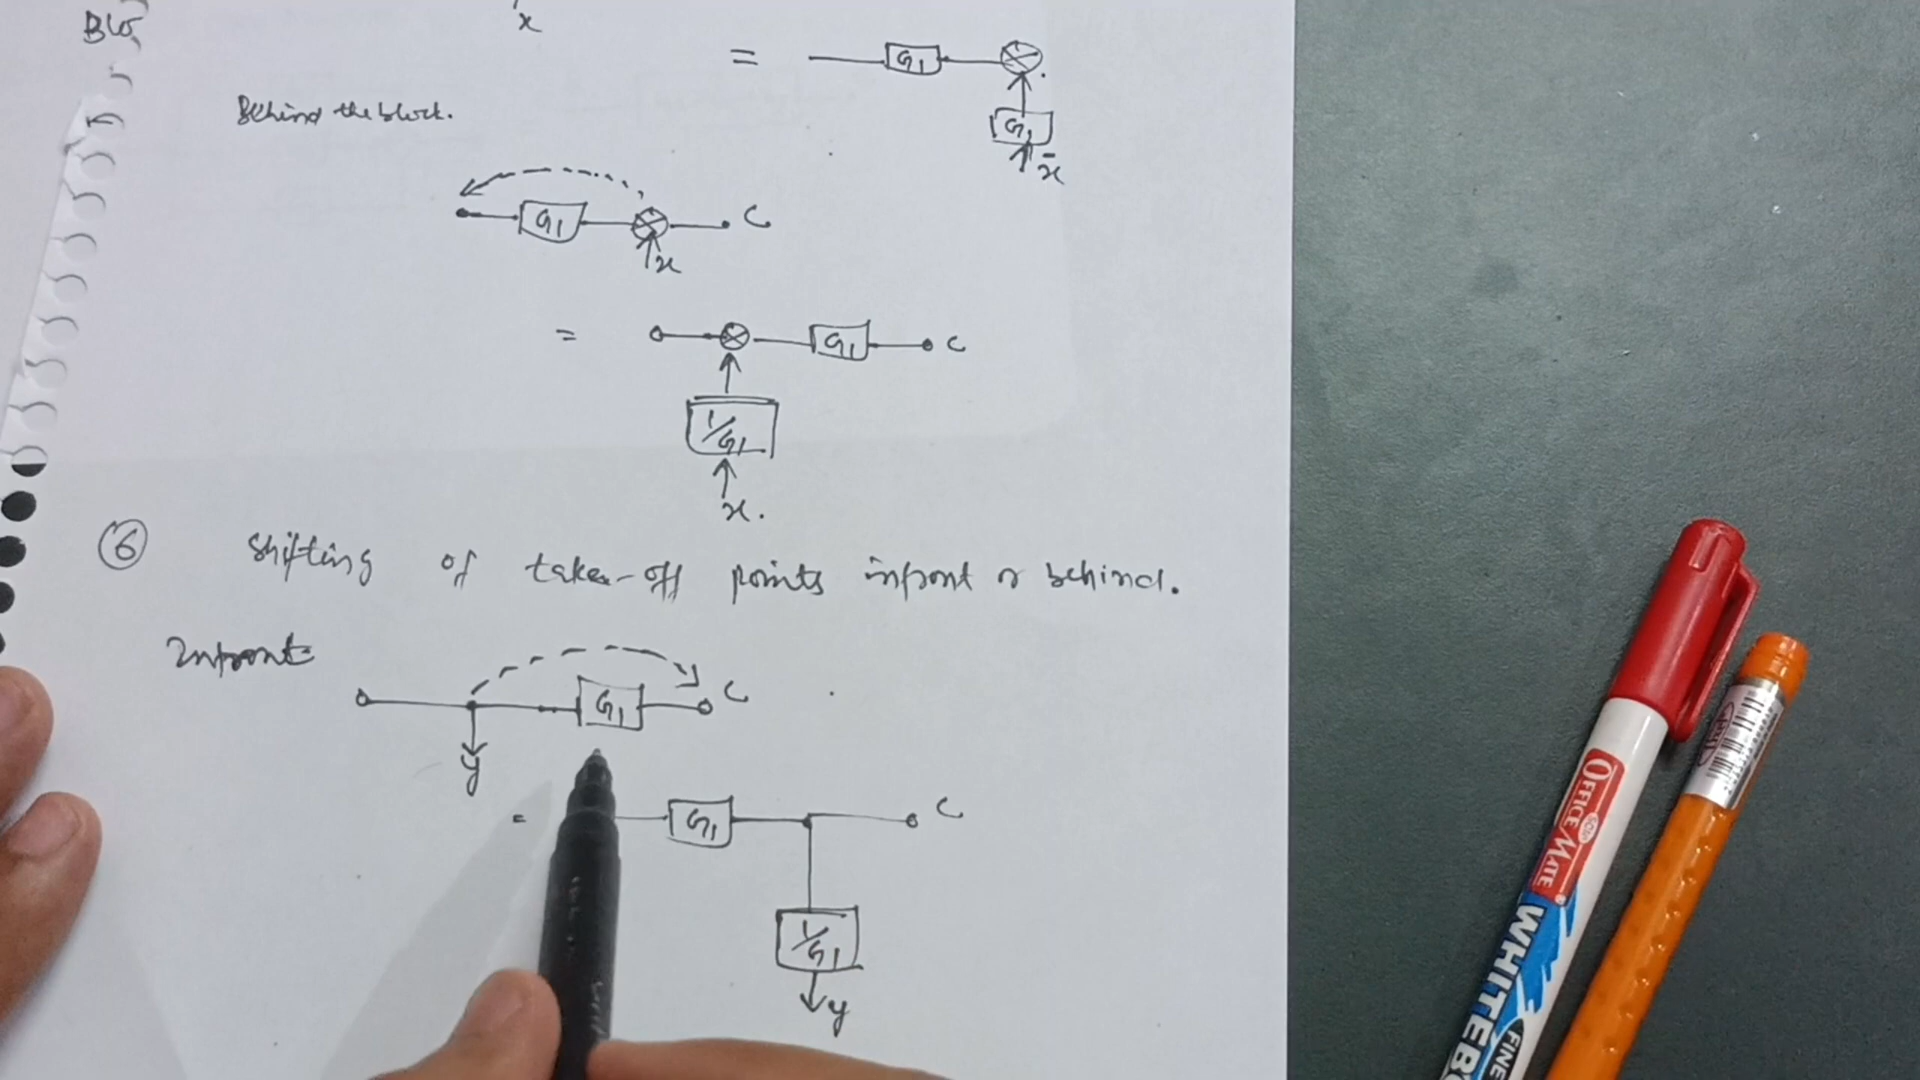 x
= G1
G1
x
Behind the block.
G1 C
x
= G1 C
1/G1
x.
6 Shifting of take-off points infront or behind.
Infront
G1 C
y
= G1 C
1/G1
y
OFFICE MATE
WHITEB
FINE